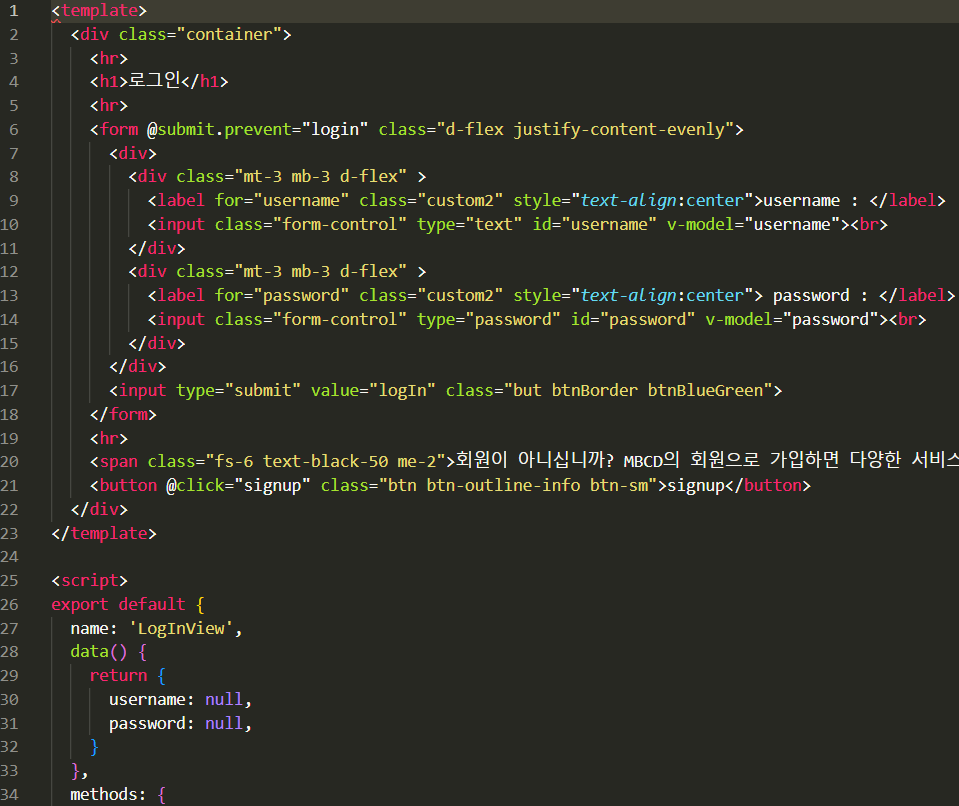 1 <template>
2 <div class="container">
3 <hr>
4 <h1>로그인</h1>
5 <hr>
6 <form @submit.prevent="login" class="d-flex justify-content-evenly">
7 <div>
8 <div class="mt-3 mb-3 d-flex" >
9 <label for="username" class="custom2" style="text-align:center">username : </label>
10 <input class="form-control" type="text" id="username" v-model="username"><br>
11 </div>
12 <div class="mt-3 mb-3 d-flex" >
13 <label for="password" class="custom2" style="text-align:center"> password : </label>
14 <input class="form-control" type="password" id="password" v-model="password"><br>
15 </div>
16 </div>
17 <input type="submit" value="logIn" class="but btnBorder btnBlueGreen">
18 </form>
19 <hr>
20 <span class="fs-6 text-black-50 me-2">회원이 아니십니까? MBCD의 회원으로 가입하면 다양한 서비스
21 <button @click="signup" class="btn btn-outline-info btn-sm">signup</button>
22 </div>
23 </template>
24
25 <script>
26 export default {
27 name: 'LogInView',
28 data() {
29 return {
30 username: null,
31 password: null,
32 }
33 },
34 methods: {